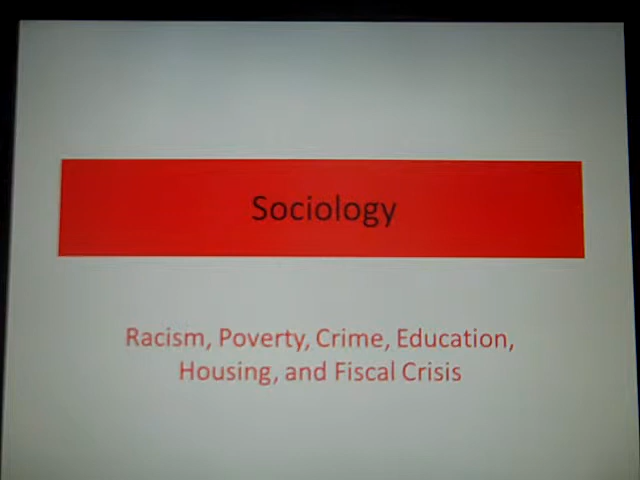 Sociology
Racism, Poverty, Crime, Education,
Housing, and Fiscal Crisis